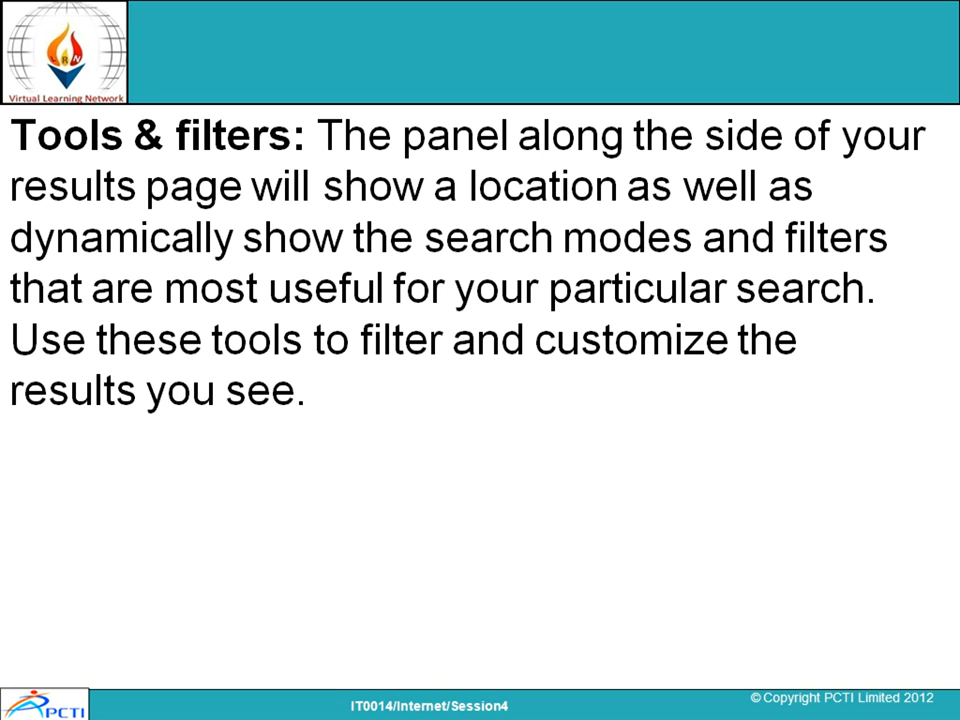 VLRN
Virtual Learning Network
Tools & filters: The panel along the side of your
results page will show a location as well as
dynamically show the search modes and filters
that are most useful for your particular search.
Use these tools to filter and customize the
results you see.
PCTI
IT0014/Internet/Session4
© Copyright PCTI Limited 2012